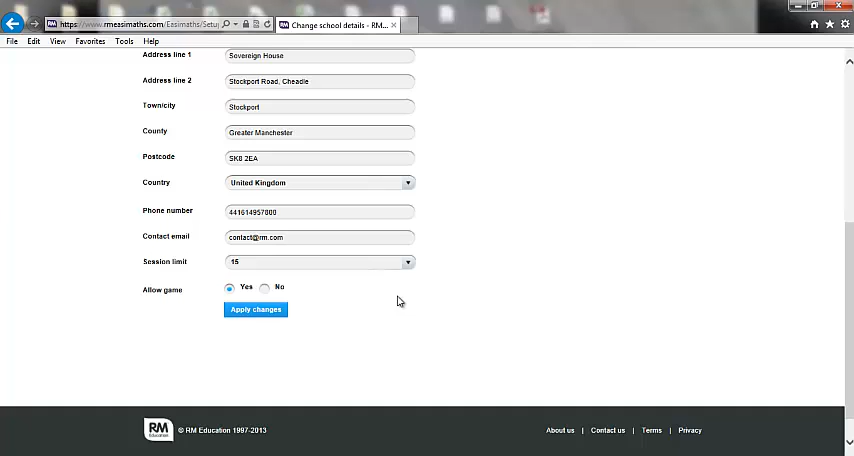 https://www.rmeasimaths.com/Easimaths/Setup
Change school details - RM...
File Edit View Favorites Tools Help
Address line 1 Sovereign House
Address line 2 Stockport Road, Cheadle
Town/city Stockport
County Greater Manchester
Postcode SK8 2EA
Country United Kingdom
Phone number 441614957800
Contact email contact@rm.com
Session limit 15
Allow game Yes No
Apply changes
RM Education © RM Education 1997-2013 About us | Contact us | Terms | Privacy